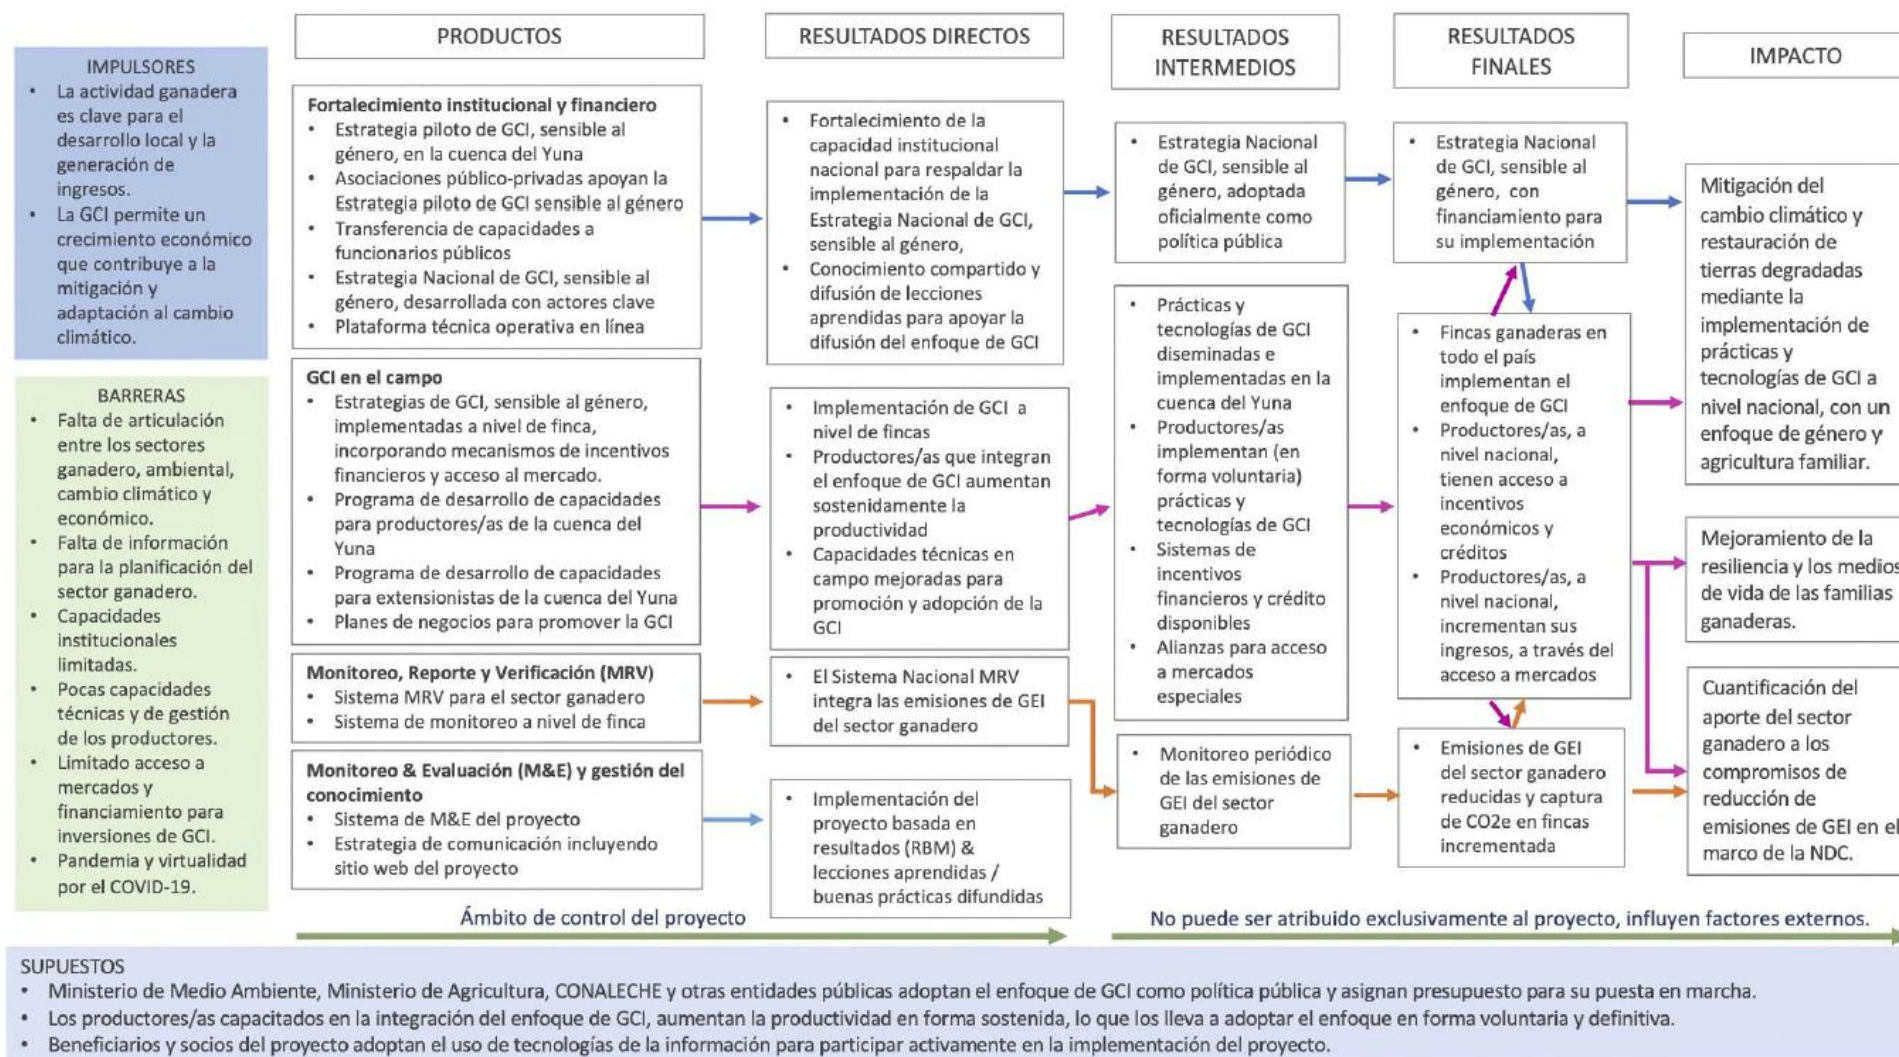 PRODUCTOS
RESULTADOS DIRECTOS
RESULTADOS
INTERMEDIOS
RESULTADOS
FINALES
IMPACTO
IMPULSORES
• La actividad ganadera
es clave para el
desarrollo local y la
generación de
ingresos.
• La GCI permite un
crecimiento económico
que contribuye a la
mitigación y
adaptación al cambio
climático.
BARRERAS
• Falta de articulación
entre los sectores
ganadero, ambiental,
cambio climático y
económico.
• Falta de información
para la planificación del
sector ganadero.
• Capacidades
institucionales
limitadas.
• Pocas capacidades
técnicas y de gestión
de los productores.
• Limitado acceso a
mercados y
financiamiento para
inversiones de GCI.
• Pandemia y virtualidad
por el COVID-19.
Fortalecimiento institucional y financiero
• Estrategia piloto de GCI, sensible al
género, en la cuenca del Yuna
• Asociaciones público-privadas apoyan la
Estrategia piloto de GCI sensible al género
• Transferencia de capacidades a
funcionarios públicos
• Estrategia Nacional de GCI, sensible al
género, desarrollada con actores clave
• Plataforma técnica operativa en línea
GCI en el campo
• Estrategias de GCI, sensible al género,
implementadas a nivel de finca,
incorporando mecanismos de incentivos
financieros y acceso al mercado.
• Programa de desarrollo de capacidades
para productores/as de la cuenca del
Yuna
• Programa de desarrollo de capacidades
para extensionistas de la cuenca del Yuna
• Planes de negocios para promover la GCI
Monitoreo, Reporte y Verificación (MRV)
• Sistema MRV para el sector ganadero
• Sistema de monitoreo a nivel de finca
Monitoreo & Evaluación (M&E) y gestión del
conocimiento
• Sistema de M&E del proyecto
• Estrategia de comunicación incluyendo
sitio web del proyecto
• Fortalecimiento de la
capacidad institucional
nacional para respaldar la
implementación de la
Estrategia Nacional de GCI,
sensible al género,
• Conocimiento compartido y
difusión de lecciones
aprendidas para apoyar la
difusión del enfoque de GCI
• Implementación de GCI a
nivel de fincas
• Productores/as que integran
el enfoque de GCI aumentan
sostenidamente la
productividad
• Capacidades técnicas en
campo mejoradas para
promoción y adopción de la
GCI
• El Sistema Nacional MRV
integra las emisiones de GEI
del sector ganadero
• Implementación del
proyecto basada en
resultados (RBM) &
lecciones aprendidas /
buenas prácticas difundidas
• Estrategia Nacional
de GCI, sensible al
género, adoptada
oficialmente como
política pública
• Prácticas y
tecnologías de GCI
diseminadas e
implementadas en la
cuenca del Yuna
• Productores/as
implementan (en
forma voluntaria)
prácticas y
tecnologías de GCI
• Sistemas de
incentivos
financieros y crédito
disponibles
• Alianzas para acceso
a mercados
especiales
• Monitoreo periódico
de las emisiones de
GEI del sector
ganadero
• Estrategia Nacional
de GCI, sensible al
género, con
financiamiento para
su implementación
• Fincas ganaderas en
todo el país
implementan el
enfoque de GCI
• Productores/as, a
nivel nacional,
tienen acceso a
incentivos
económicos y
créditos
• Productores/as, a
nivel nacional,
incrementan sus
ingresos, a través del
acceso a mercados
• Emisiones de GEI
del sector ganadero
reducidas y captura
de CO2e en fincas
incrementada
Mitigación del
cambio climático y
restauración de
tierras degradadas
mediante la
implementación de
prácticas y
tecnologías de GCI a
nivel nacional, con un
enfoque de género y
agricultura familiar.
Mejoramiento de la
resiliencia y los medios
de vida de las familias
ganaderas.
Cuantificación del
aporte del sector
ganadero a los
compromisos de
reducción de
emisiones de GEI en el
marco de la NDC.
Ámbito de control del proyecto
No puede ser atribuido exclusivamente al proyecto, influyen factores externos.
SUPUESTOS
• Ministerio de Medio Ambiente, Ministerio de Agricultura, CONALECHE y otras entidades públicas adoptan el enfoque de GCI como política pública y asignan presupuesto para su puesta en marcha.
• Los productores/as capacitados en la integración del enfoque de GCI, aumentan la productividad en forma sostenida, lo que los lleva a adoptar el enfoque en forma voluntaria y definitiva.
• Beneficiarios y socios del proyecto adoptan el uso de tecnologías de la información para participar activamente en la implementación del proyecto.